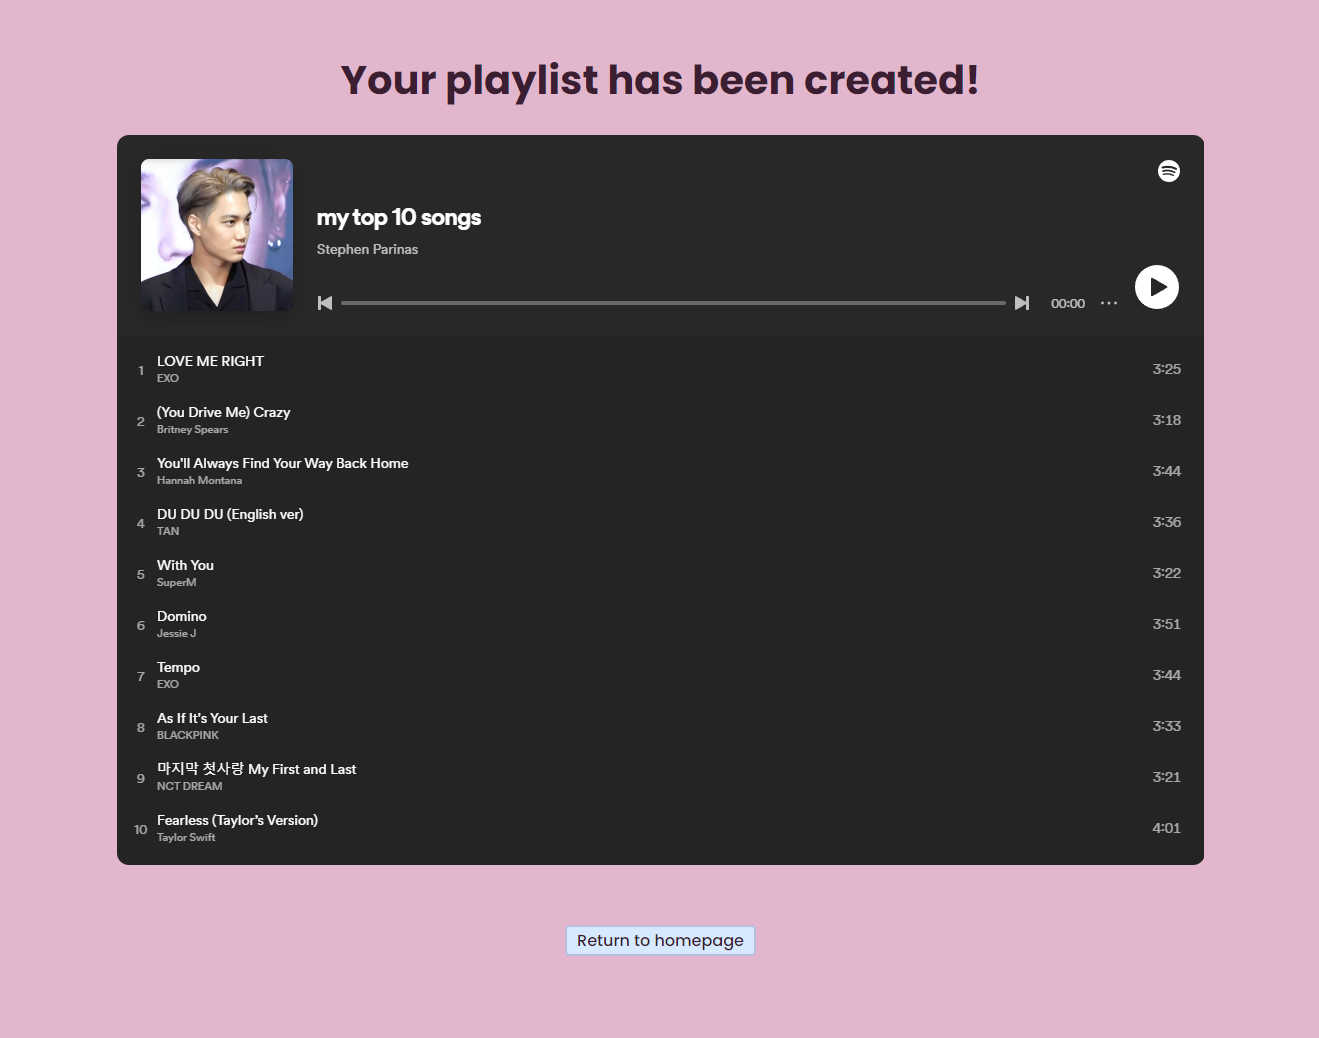 Your playlist has been created!
my top 10 songs
Stephen Parinas
00:00
1 LOVE ME RIGHT 3:25
EXO
2 (You Drive Me) Crazy 3:18
Britney Spears
3 You'll Always Find Your Way Back Home 3:44
Hannah Montana
4 DU DU DU (English ver) 3:36
TAN
5 With You 3:22
SuperM
6 Domino 3:51
Jessie J
7 Tempo 3:44
EXO
8 As If It's Your Last 3:33
BLACKPINK
9 마지막 첫사랑 My First and Last 3:21
NCT DREAM
10 Fearless (Taylor’s Version) 4:01
Taylor Swift
Return to homepage